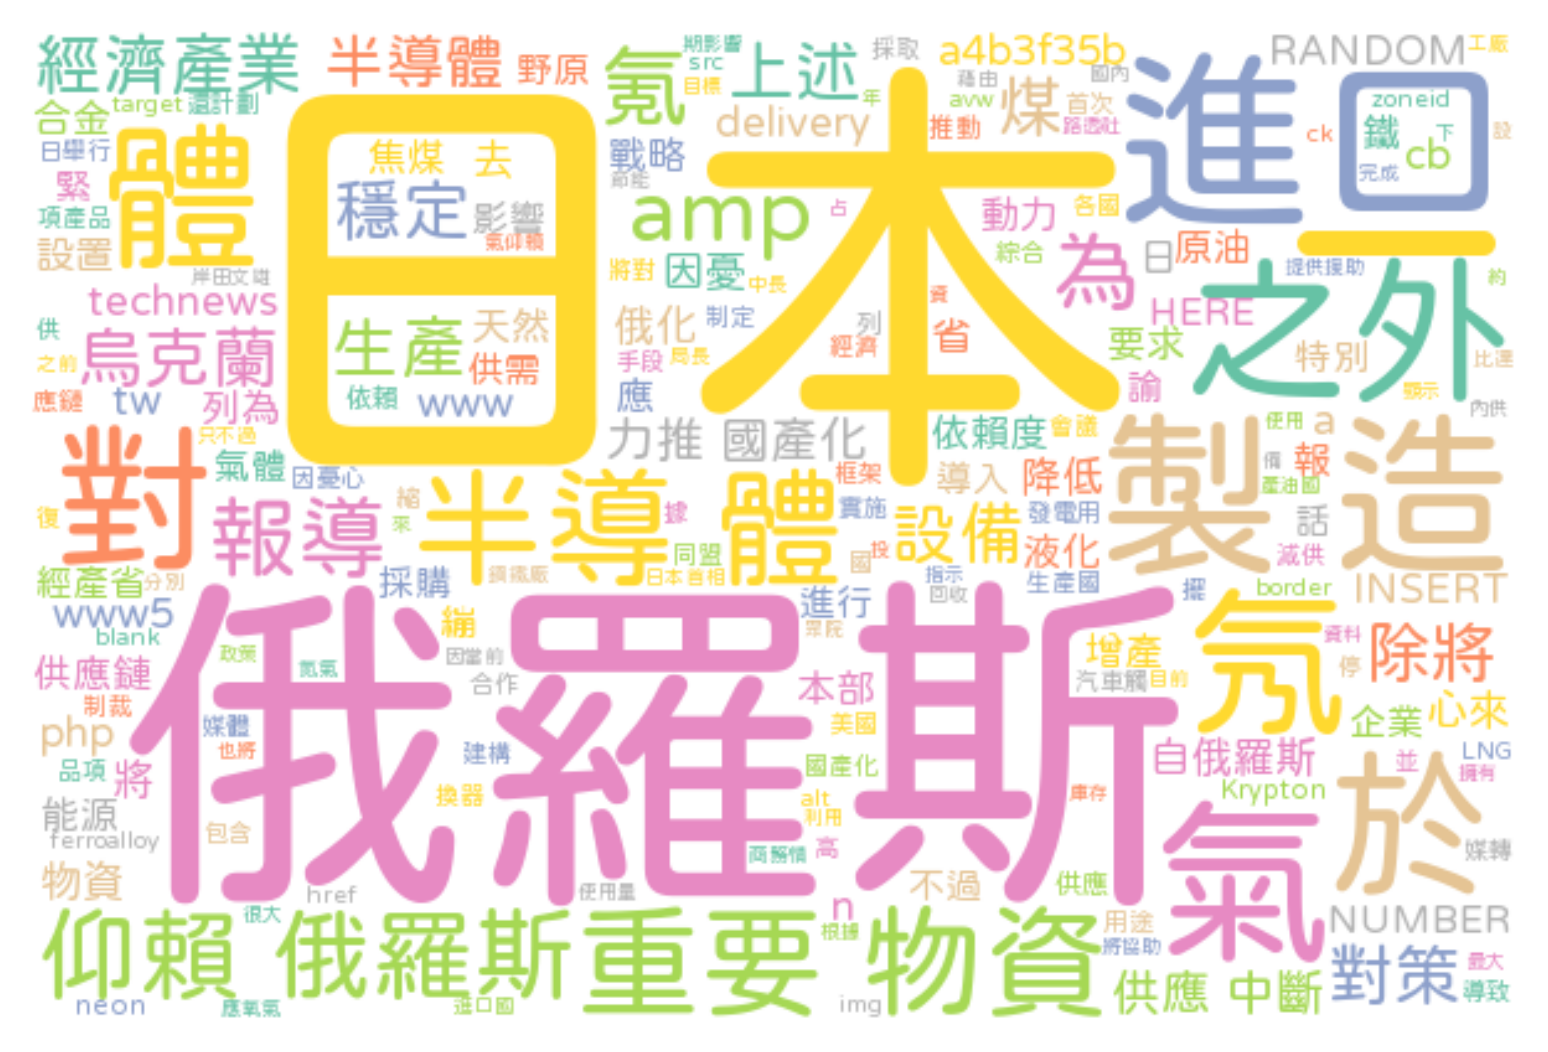 經濟產業
半導體
野原
氪
期影響
src
目標
上述
採取
年
a4b3f35b
藉由
avw
國內
RANDOM
工廠
合金
target
還計劃
日舉行
緊
項產品
設置
體
岸田文雄
日本
焦煤
去
穩定
影響
氣仰賴
戰略
節能
delivery
推動
煤
首次
路透社
進口
zoneid
鐵
下
cb
完成
ck
設
amp
占
動力
各國
technews
供
烏克蘭
之前
應鏈
tw
列為
生產
天然
供需
依賴
www
將對
因憂
中長
俄化
制定
手段
局長
應
列
經濟
資
省
綜合
日
原油
為
HERE
要求
諭
提供援助
約
之外
特別
比達
顯示
內供
只不過
對
氣體
因憂心
復
報導
縮
來
力推
國產化
依賴度
會議
半導體
據
同盟
框架
實施
國
投
設備
導入
降低
發電用
液化
生產國
製造
使用
a
備
報
產油國
話
減供
經產省
分別
採購
鋼鐵廠
日本首相
進行
指示
回收
擺
border
INSERT
www5
blank
供應鏈
制裁
php
品項
將
媒體
也將
政策
氪氣
俄羅斯
繃
因當前
合作
建構
換器
眾院
本部
美國
國產化
alt
利用
商務情
高
增產
汽車觸
目前
庫存
氖
資料
停
除將
企業
心來
自俄羅斯
並
LNG
擁有
Krypton
能源
ferroalloy
包含
物資
href
使用量
n
不過
供應
氣
於
媒轉
仰賴
很大
俄羅斯
重要
根據
物資
用途
將協助
NUMBER
對策
最大
導致
neon
應氧氣
進口國
img
供應
中斷